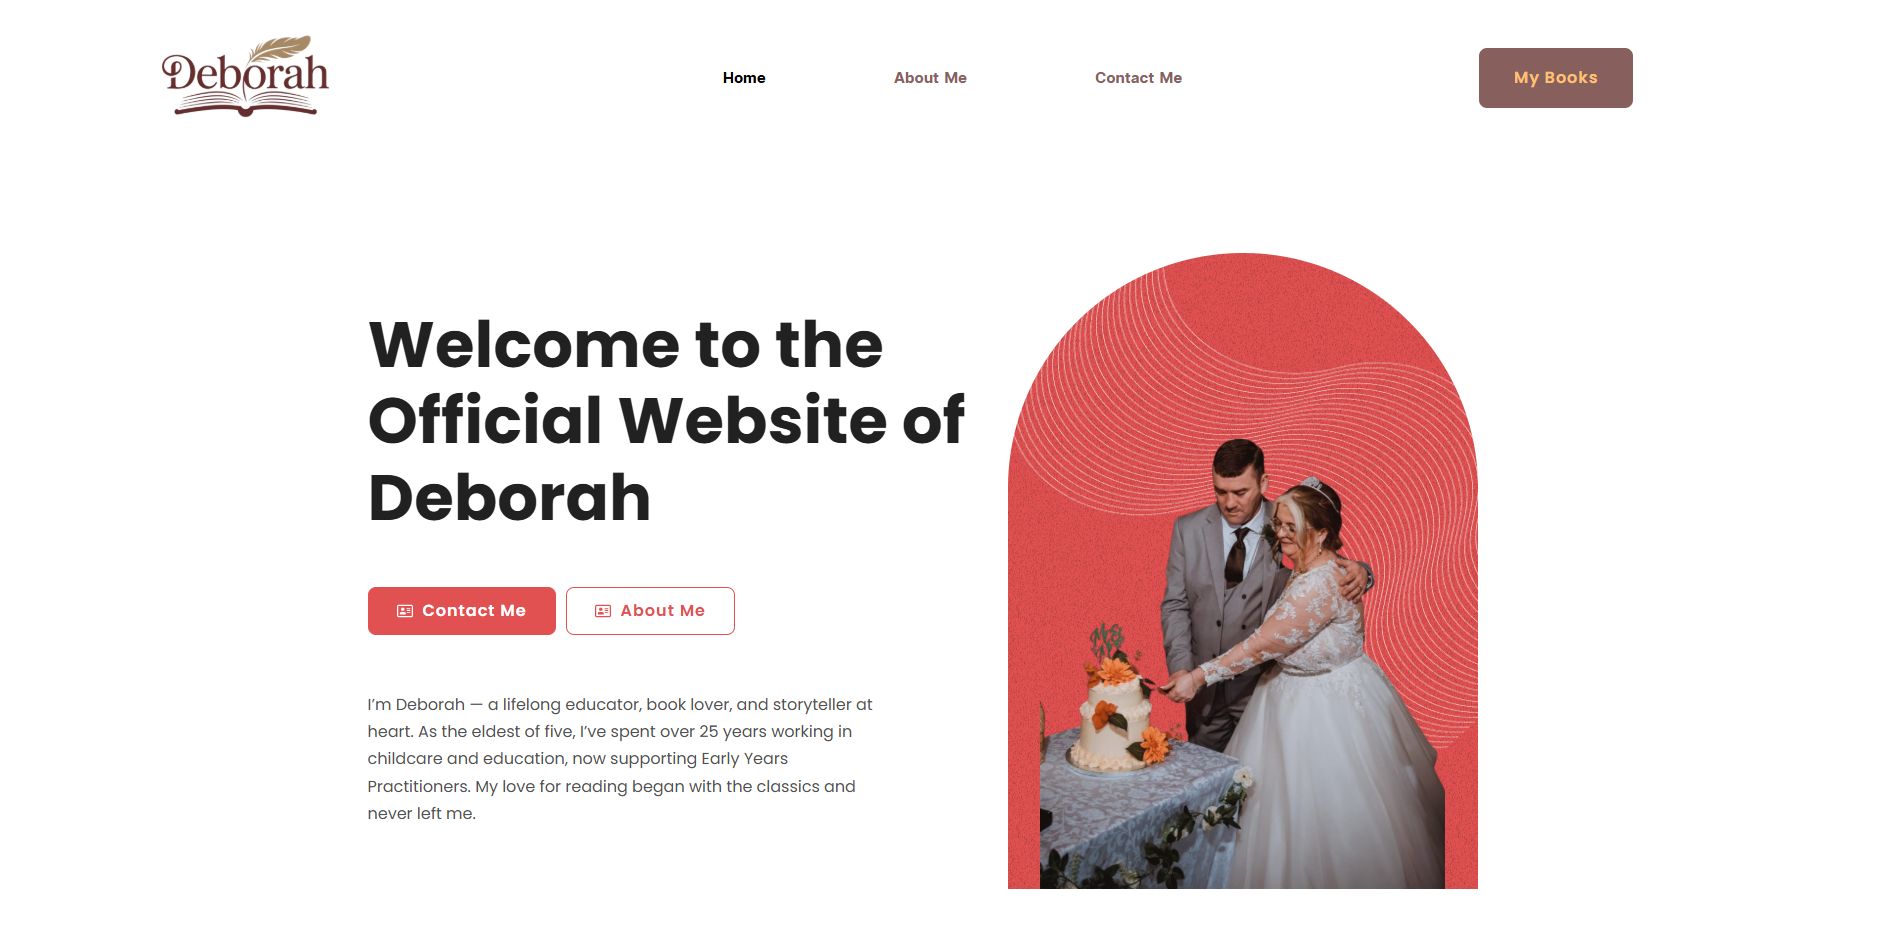 Deborah
Home
About Me
Contact Me
My Books
Welcome to the
Official Website of
Deborah
Contact Me
About Me
I’m Deborah — a lifelong educator, book lover, and storyteller at
heart. As the eldest of five, I’ve spent over 25 years working in
childcare and education, now supporting Early Years
Practitioners. My love for reading began with the classics and
never left me.